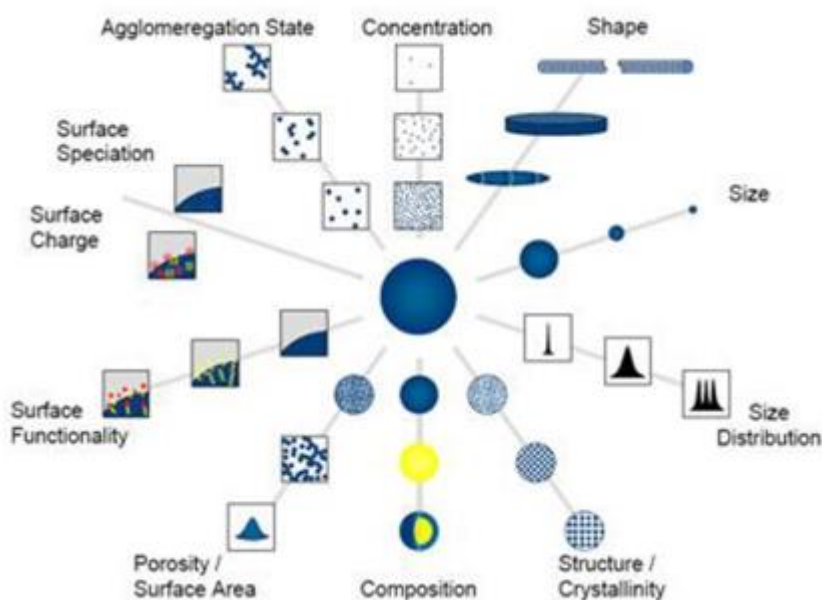 Agglomeregation State
Concentration
Shape
Surface
Speciation
Size
Surface
Charge
Surface
Functionality
Size
Distribution
Porosity /
Surface Area
Composition
Structure /
Crystallinity